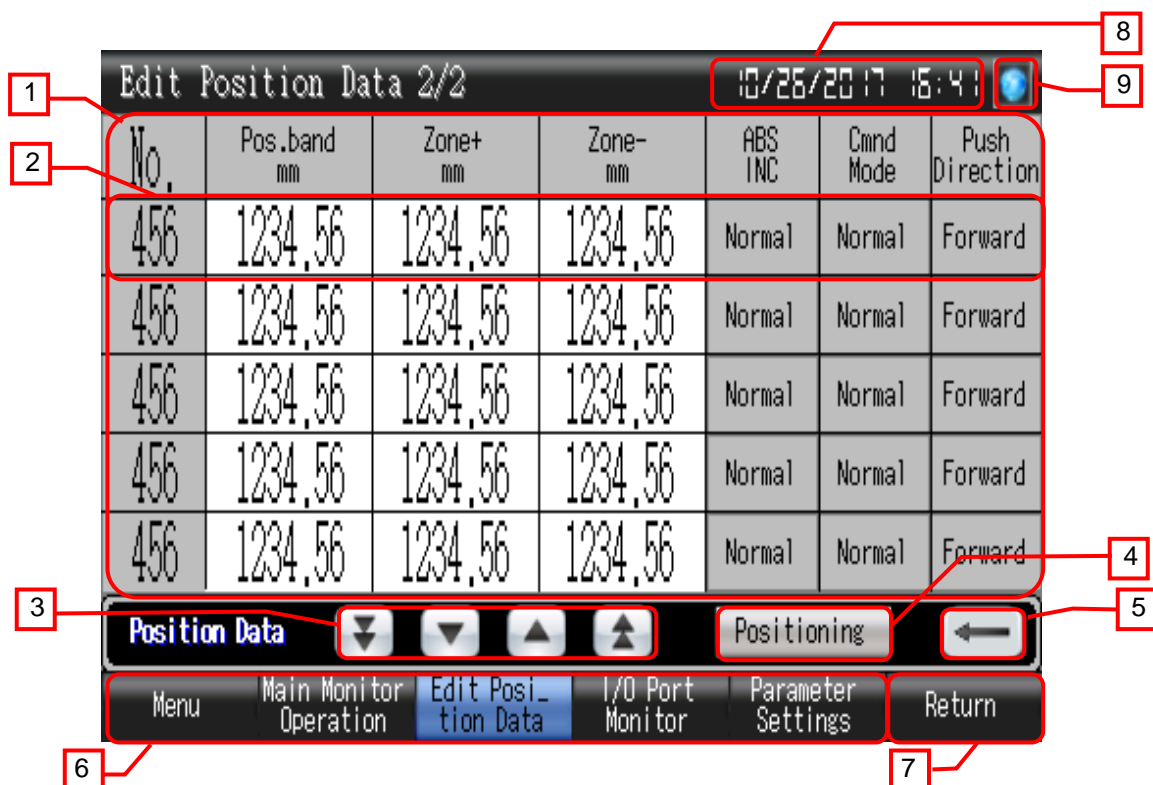 8
Edit Position Data 2/2 10/26/2017 16:41
9
1
No. Pos.band mm Zone+ mm Zone- mm ABS INC Cmnd Mode Push Direction
2
456 1234.56 1234.56 1234.56 Normal Normal Forward
456 1234.56 1234.56 1234.56 Normal Normal Forward
456 1234.56 1234.56 1234.56 Normal Normal Forward
456 1234.56 1234.56 1234.56 Normal Normal Forward
456 1234.56 1234.56 1234.56 Normal Normal Forward
4
3
5
Position Data Positioning
Menu Main Monitor Operation Edit Posi_ tion Data I/O Port Monitor Parameter Settings Return
6
7